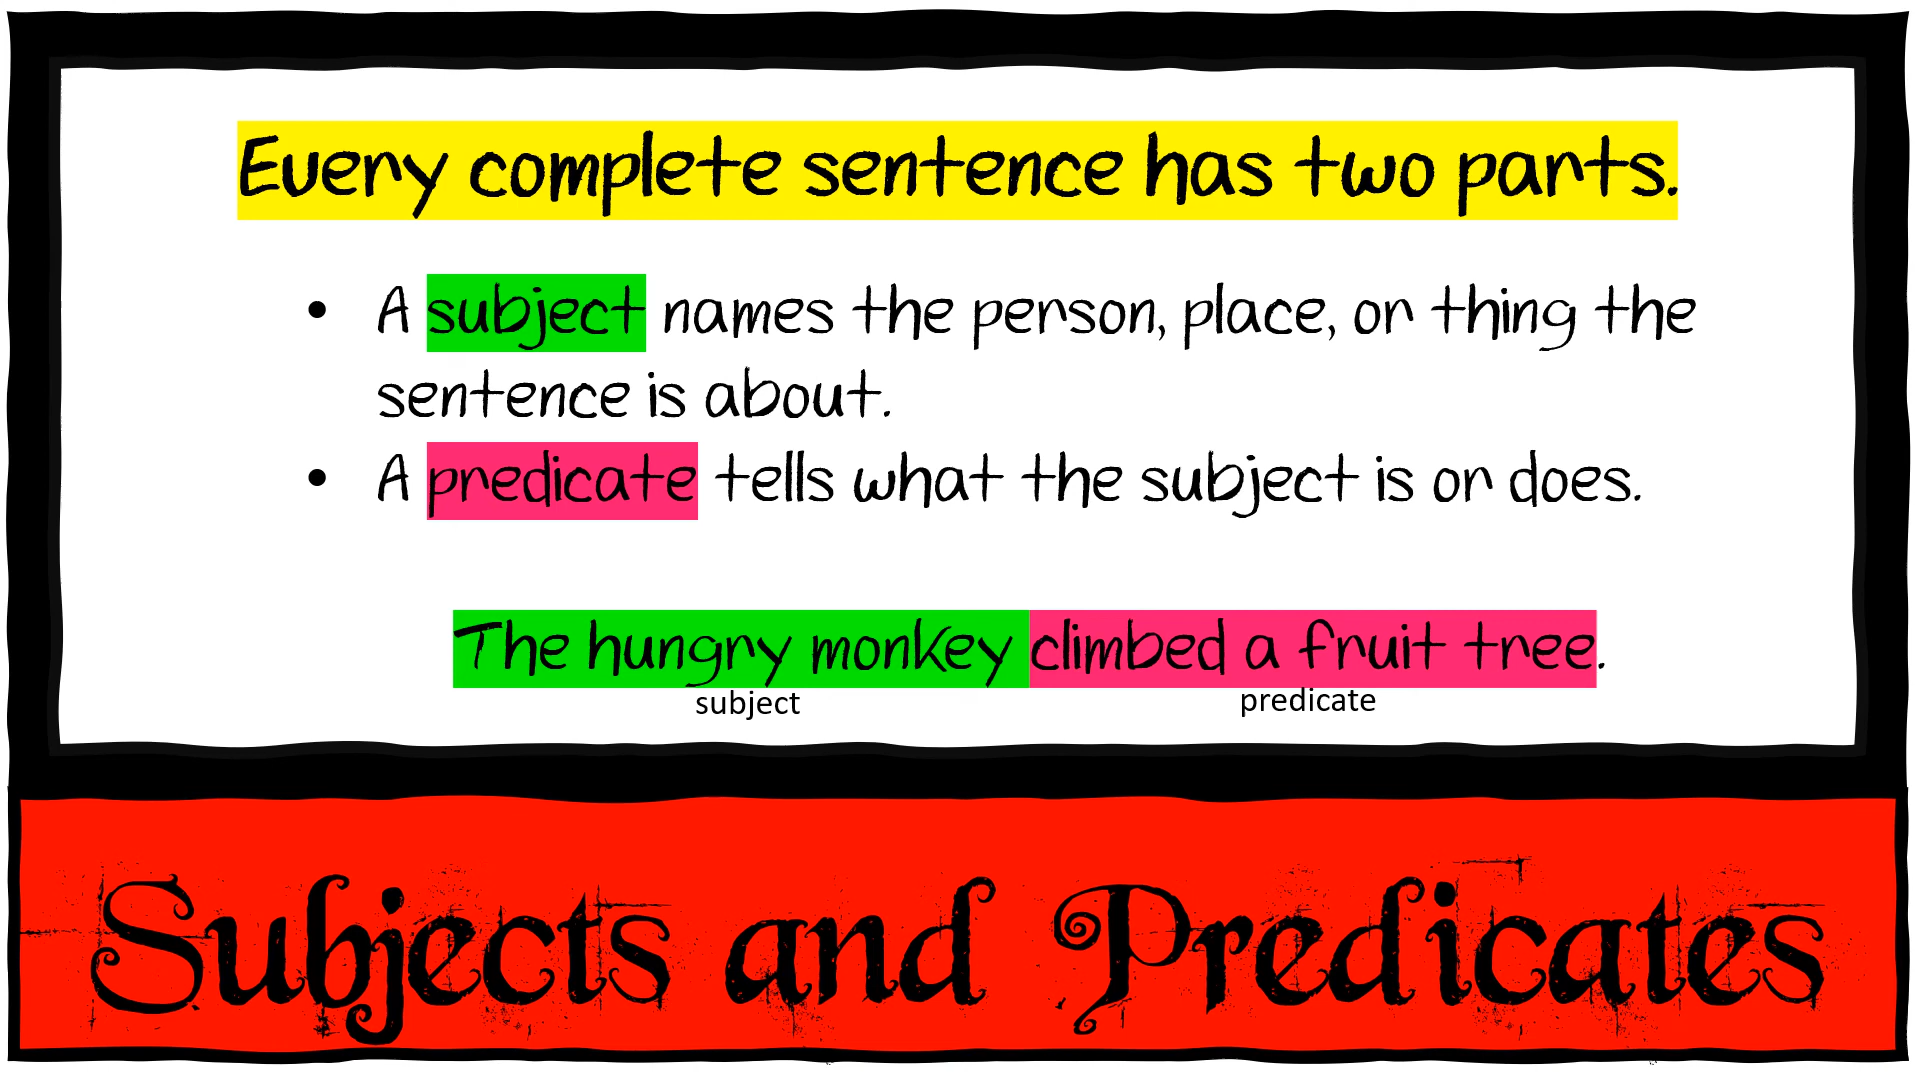 Every complete sentence has two parts.
• A subject names the person, place, or thing the
sentence is about.
• A predicate tells what the subject is or does.
The hungry monkey climbed a fruit tree.
subject predicate
Subjects and Predicates